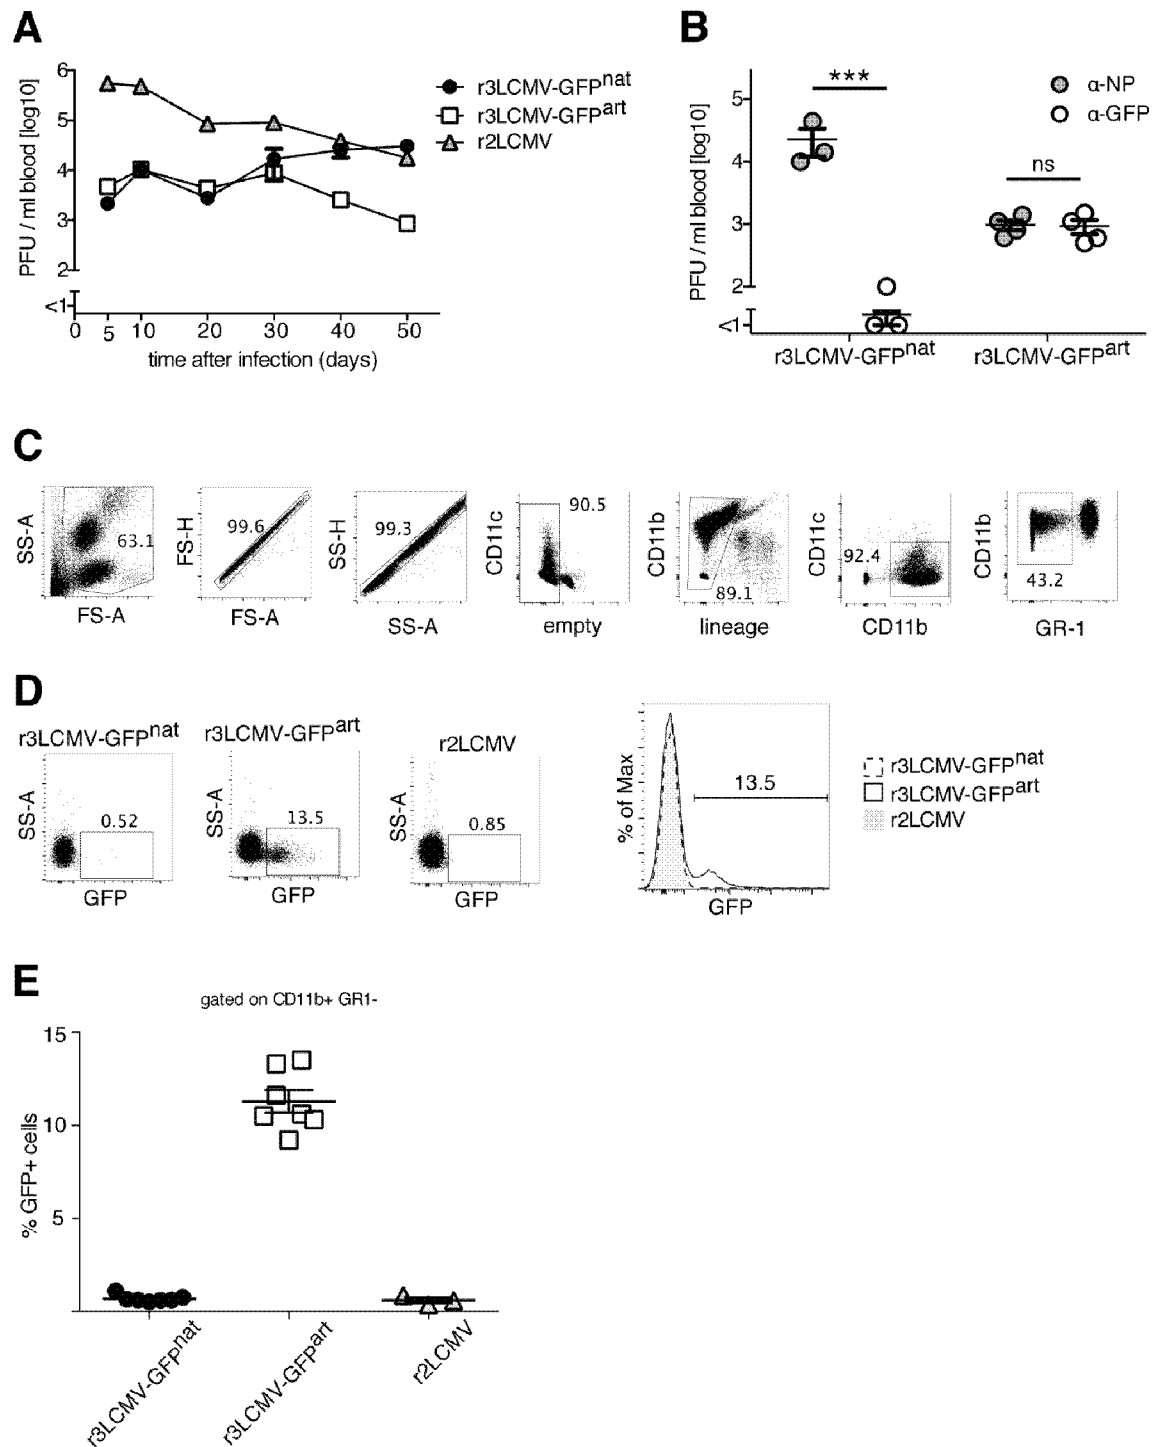 A
PFU / ml blood [log10]
6
5
4
3
2
<1
0 5 10 20 30 40 50
time after infection (days)
r3LCMV-GFPnat
r3LCMV-GFPart
r2LCMV
B
PFU / ml blood [log10]
5
4
3
2
<1
***
ns
α-NP
α-GFP
r3LCMV-GFPnat
r3LCMV-GFPart
C
SS-A
63.1
FS-A
FS-H
99.6
FS-A
SS-H
99.3
SS-A
CD11c
90.5
empty
CD11b
89.1
lineage
CD11c
92.4
CD11b
CD11b
43.2
GR-1
D
r3LCMV-GFPnat
SS-A
0.52
GFP
r3LCMV-GFPart
SS-A
13.5
GFP
r2LCMV
SS-A
0.85
GFP
% of Max
13.5
GFP
r3LCMV-GFPnat
r3LCMV-GFPart
r2LCMV
E
gated on CD11b+ GR1-
% GFP+ cells
15
10
5
r3LCMV-GFPnat
r3LCMV-GFPart
r2LCMV